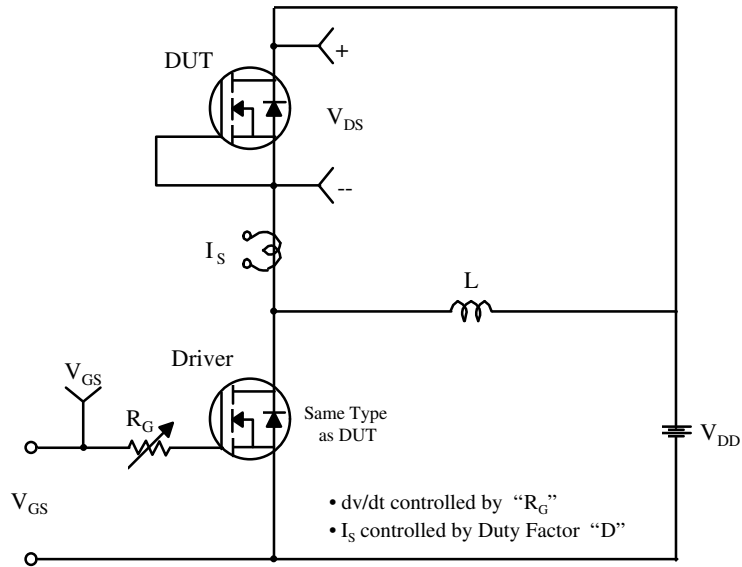 DUT
+
V_DS
--
I_S
L
Driver
V_GS
R_G
Same Type
as DUT
V_DD
V_GS
• dv/dt controlled by “R_G”
• I_S controlled by Duty Factor “D”